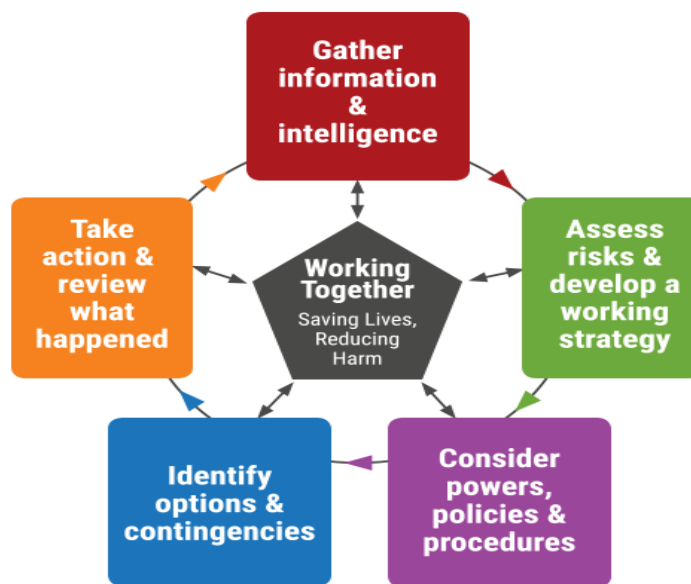 Gather
information
&
intelligence
Assess
risks &
develop a
working
strategy
Consider
powers,
policies &
procedures
Identify
options &
contingencies
Take
action &
review
what
happened
Working
Together
Saving Lives,
Reducing
Harm